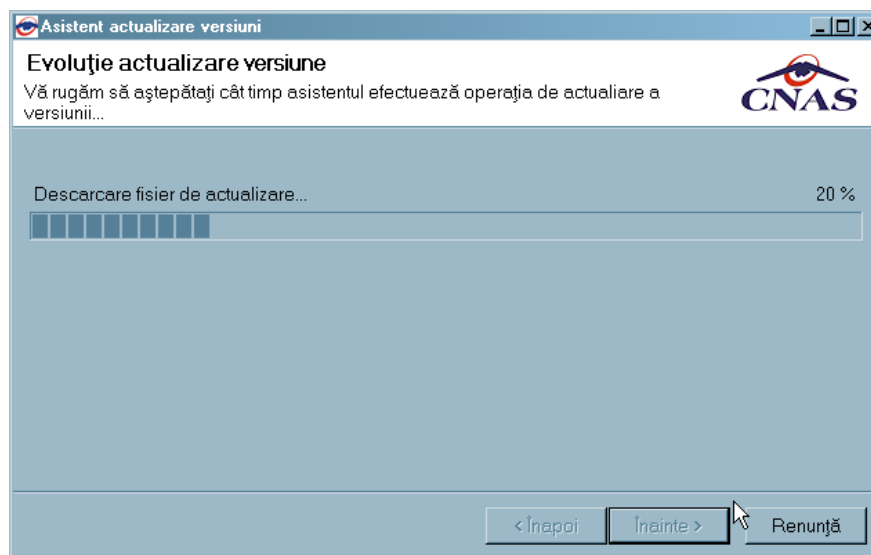 Asistent actualizare versiuni
Evoluţie actualizare versiune
Vă rugăm să aştepătaţi cât timp asistentul efectuează operaţia de actualiare a
versiunii...
CNAS
Descarcare fisier de actualizare... 20 %
< Înapoi Înainte > Renunţă